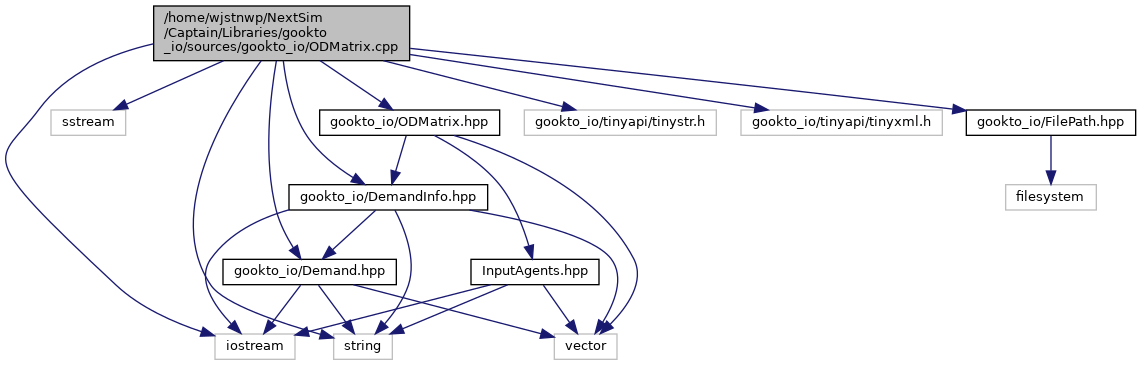 /home/wjstnwp/NextSim
/Captain/Libraries/gookto
_io/sources/gookto_io/ODMatrix.cpp
sstream
gookto_io/ODMatrix.hpp
gookto_io/tinyapi/tinystr.h
gookto_io/tinyapi/tinyxml.h
gookto_io/FilePath.hpp
gookto_io/DemandInfo.hpp
filesystem
gookto_io/Demand.hpp
InputAgents.hpp
iostream
string
vector